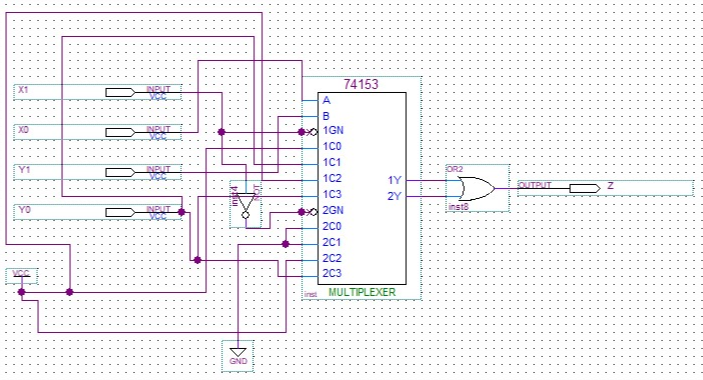 74153
X1 INPUT
VCC
A
B
X0 INPUT
VCC
1GN
1C0
1C1
Y1 INPUT
VCC
1C2
OR2
1Y
OUTPUT Z
1C3
inst4
NOT
2Y
Y0 INPUT
VCC
2GN
inst8
2C0
2C1
2C2
VCC
2C3
inst
MULTIPLEXER
GND